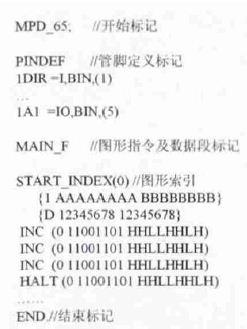 MPD_65;    //开始标记
PINDEF    //管脚定义标记
1DIR =I,BIN,(1)
...
1A1  =IO,BIN,(5)
MAIN_F    //图形指令及数据段标记
START_INDEX(0) //图形索引
{1 AAAAAAAA BBBBBBBB}
{D 12345678 12345678}
INC  (0 11001101 HHLLHHLH)
INC  (0 11001101 HHLLHHLH)
INC  (0 11001101 HHLLHHLH)
HALT (0 11001101 HHLLHHLH)
......
END.//结束标记